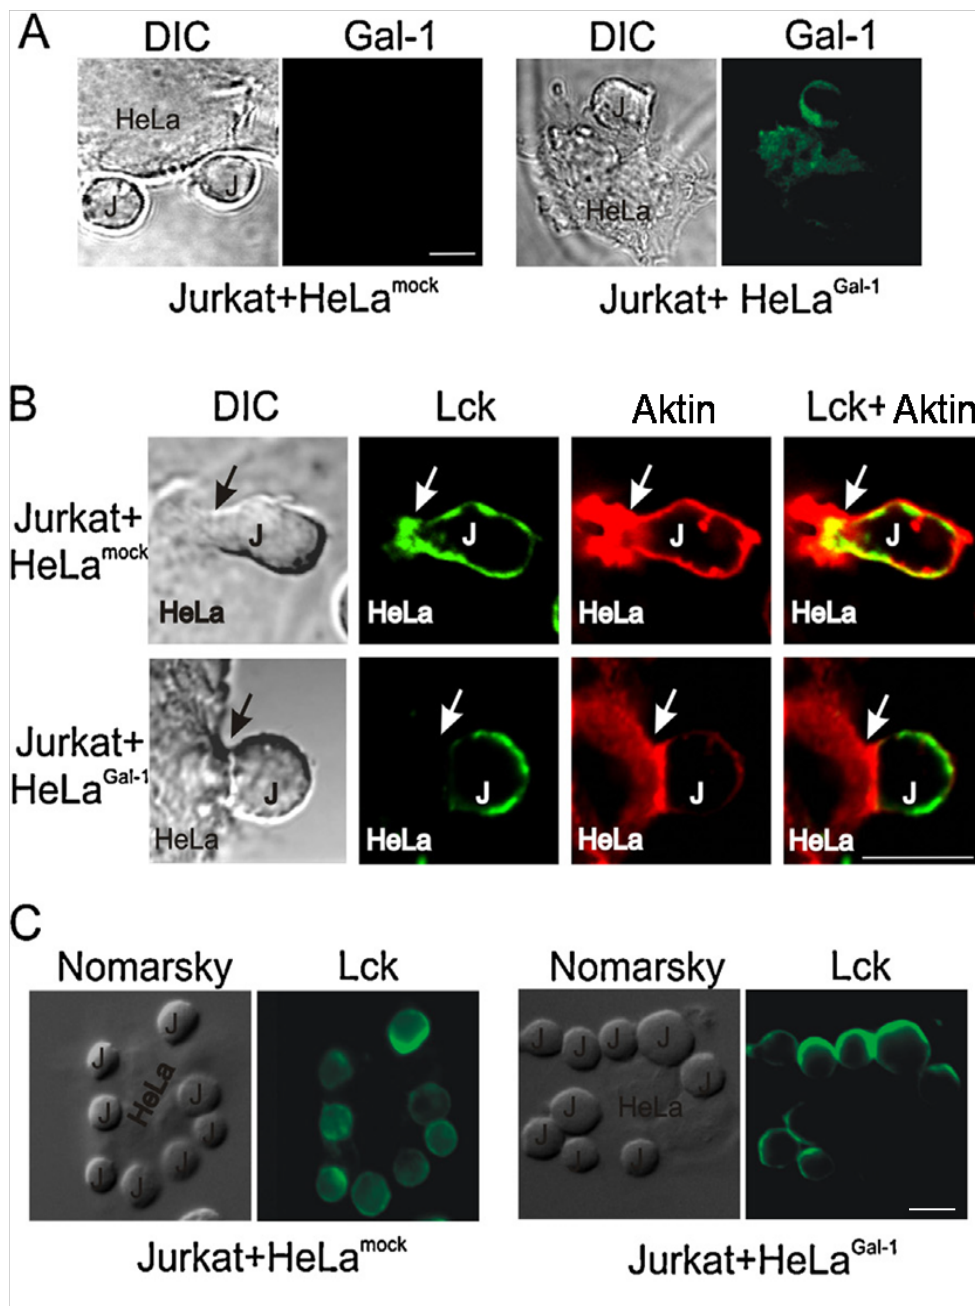 A
DIC Gal-1 DIC Gal-1
HeLa
J J
J
HeLa
Jurkat+HeLa^mock Jurkat+ HeLa^Gal-1
B
DIC Lck Aktin Lck+ Aktin
Jurkat+
HeLa^mock
J J J J
HeLa HeLa HeLa HeLa
Jurkat+
HeLa^Gal-1
J J J J
HeLa HeLa HeLa HeLa
C
Nomarsky Lck Nomarsky Lck
J
J
HeLa
J J
J
J J J
J J J J
J
J HeLa
J J J
Jurkat+HeLa^mock Jurkat+HeLa^Gal-1